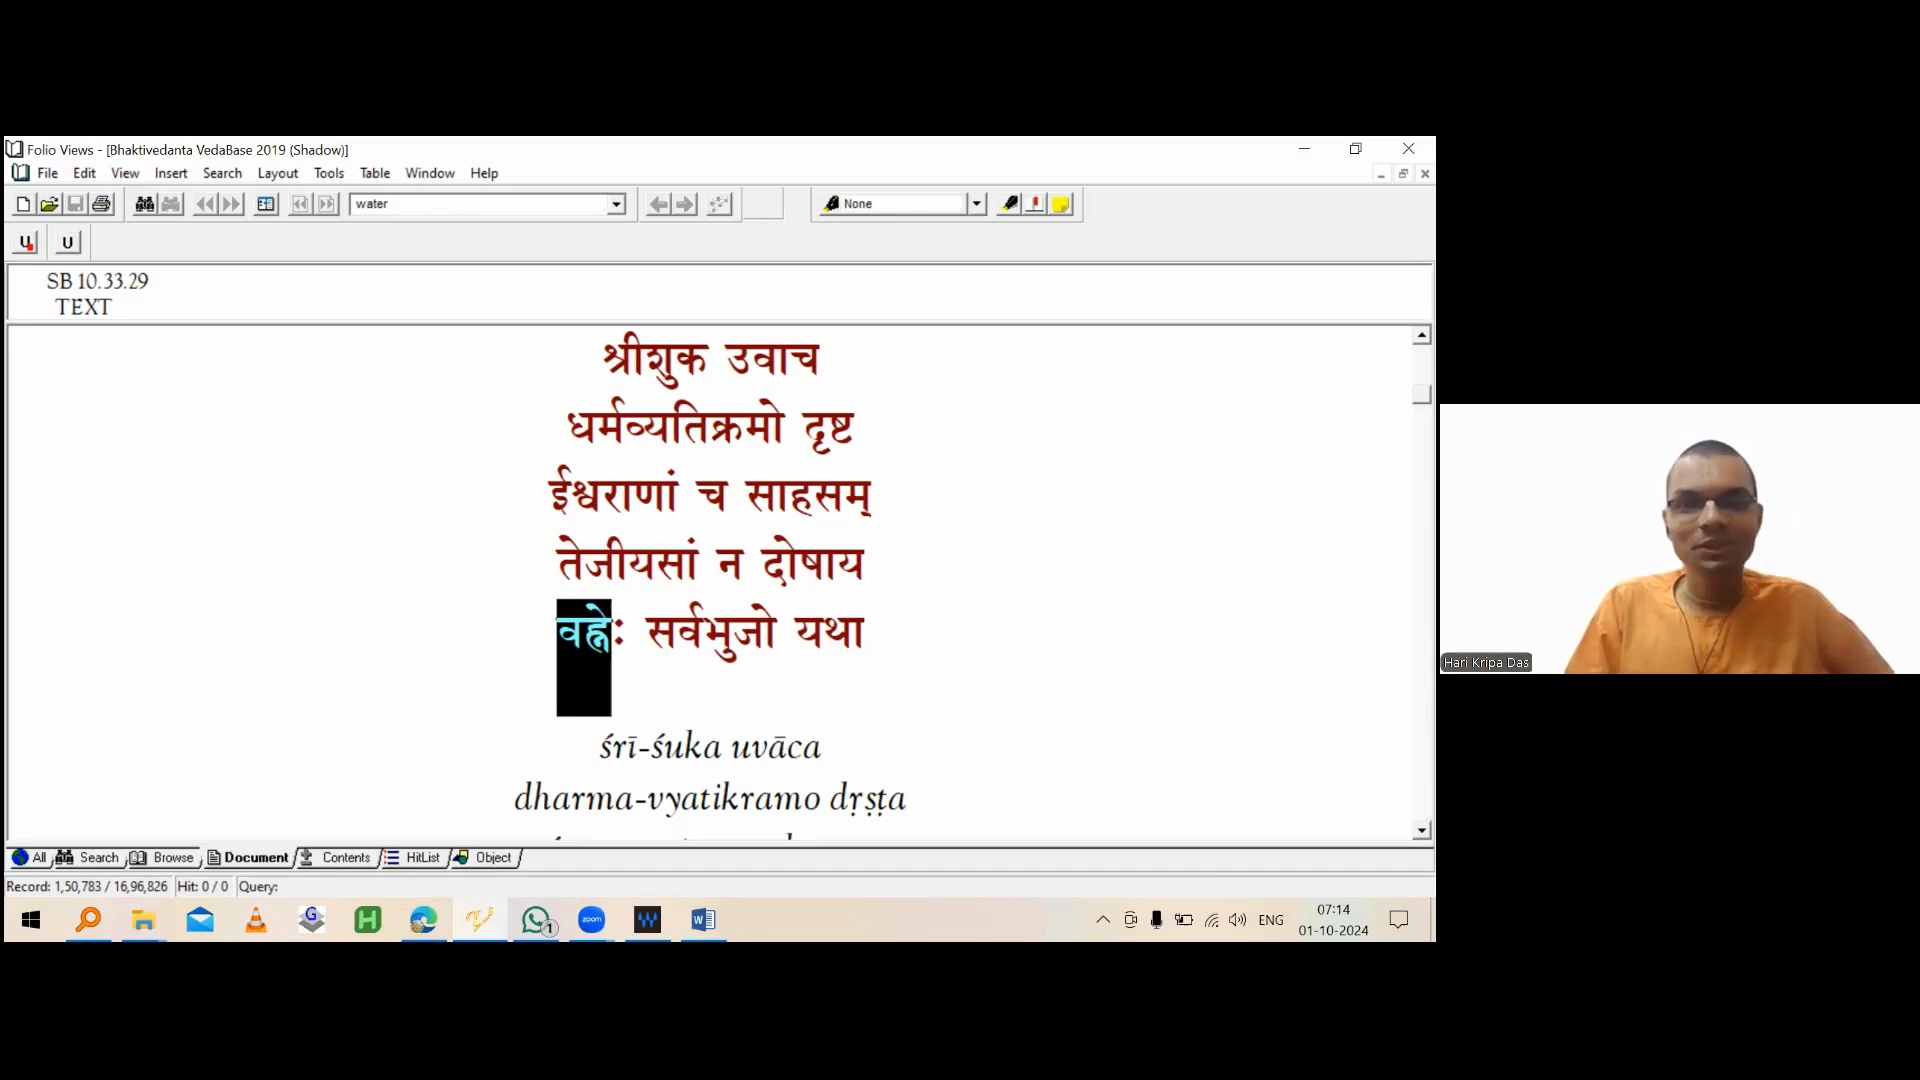 Folio Views - [Bhaktivedanta VedaBase 2019 (Shadow)]
File Edit View Insert Search Layout Tools Table Window Help
water
None
U U
SB 10.33.29
TEXT
श्रीशुक उवाच
धर्मव्यतिक्रमो दृष्ट
ईश्वराणां च साहसम्
तेजीयसां न दोषाय
वह्नेः सर्वभुजो यथा
śrī-śuka uvāca
dharma-vyatikramo dṛṣṭa
Hari Kripa Das
All Search Browse Document Contents HitList Object
Record: 1,50,783 / 16,96,826 Hit: 0 / 0 Query:
zoom
ENG
07:14
01-10-2024